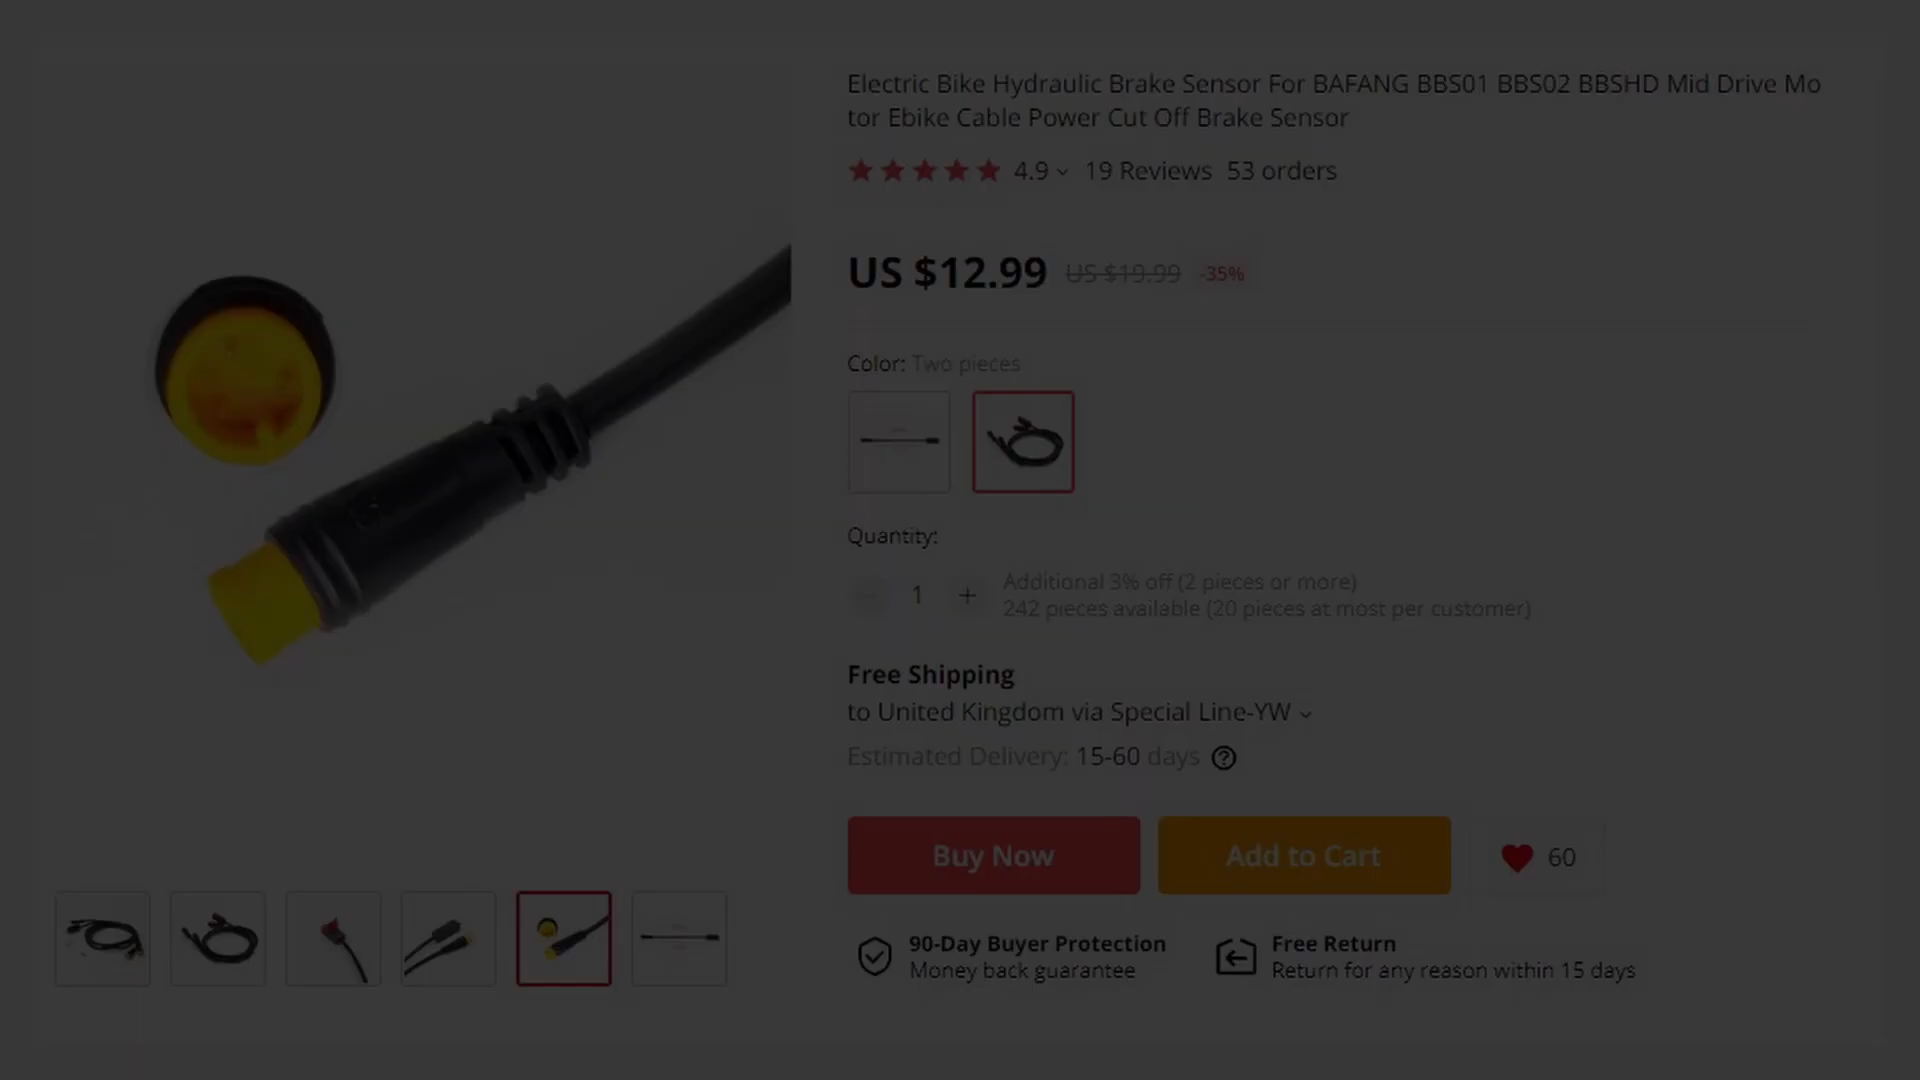 Electric Bike Hydraulic Brake Sensor For BAFANG BBS01 BBS02 BBSHD Mid Drive Mo
tor Ebike Cable Power Cut Off Brake Sensor
4.9 19 Reviews 53 orders
US $12.99 US $19.99 -35%
Color: Two pieces
Quantity:
1 + Additional 3% off (2 pieces or more)
242 pieces available (20 pieces at most per customer)
Free Shipping
to United Kingdom via Special Line-YW
Estimated Delivery: 15-60 days
Buy Now Add to Cart 60
90-Day Buyer Protection
Money back guarantee
Free Return
Return for any reason within 15 days